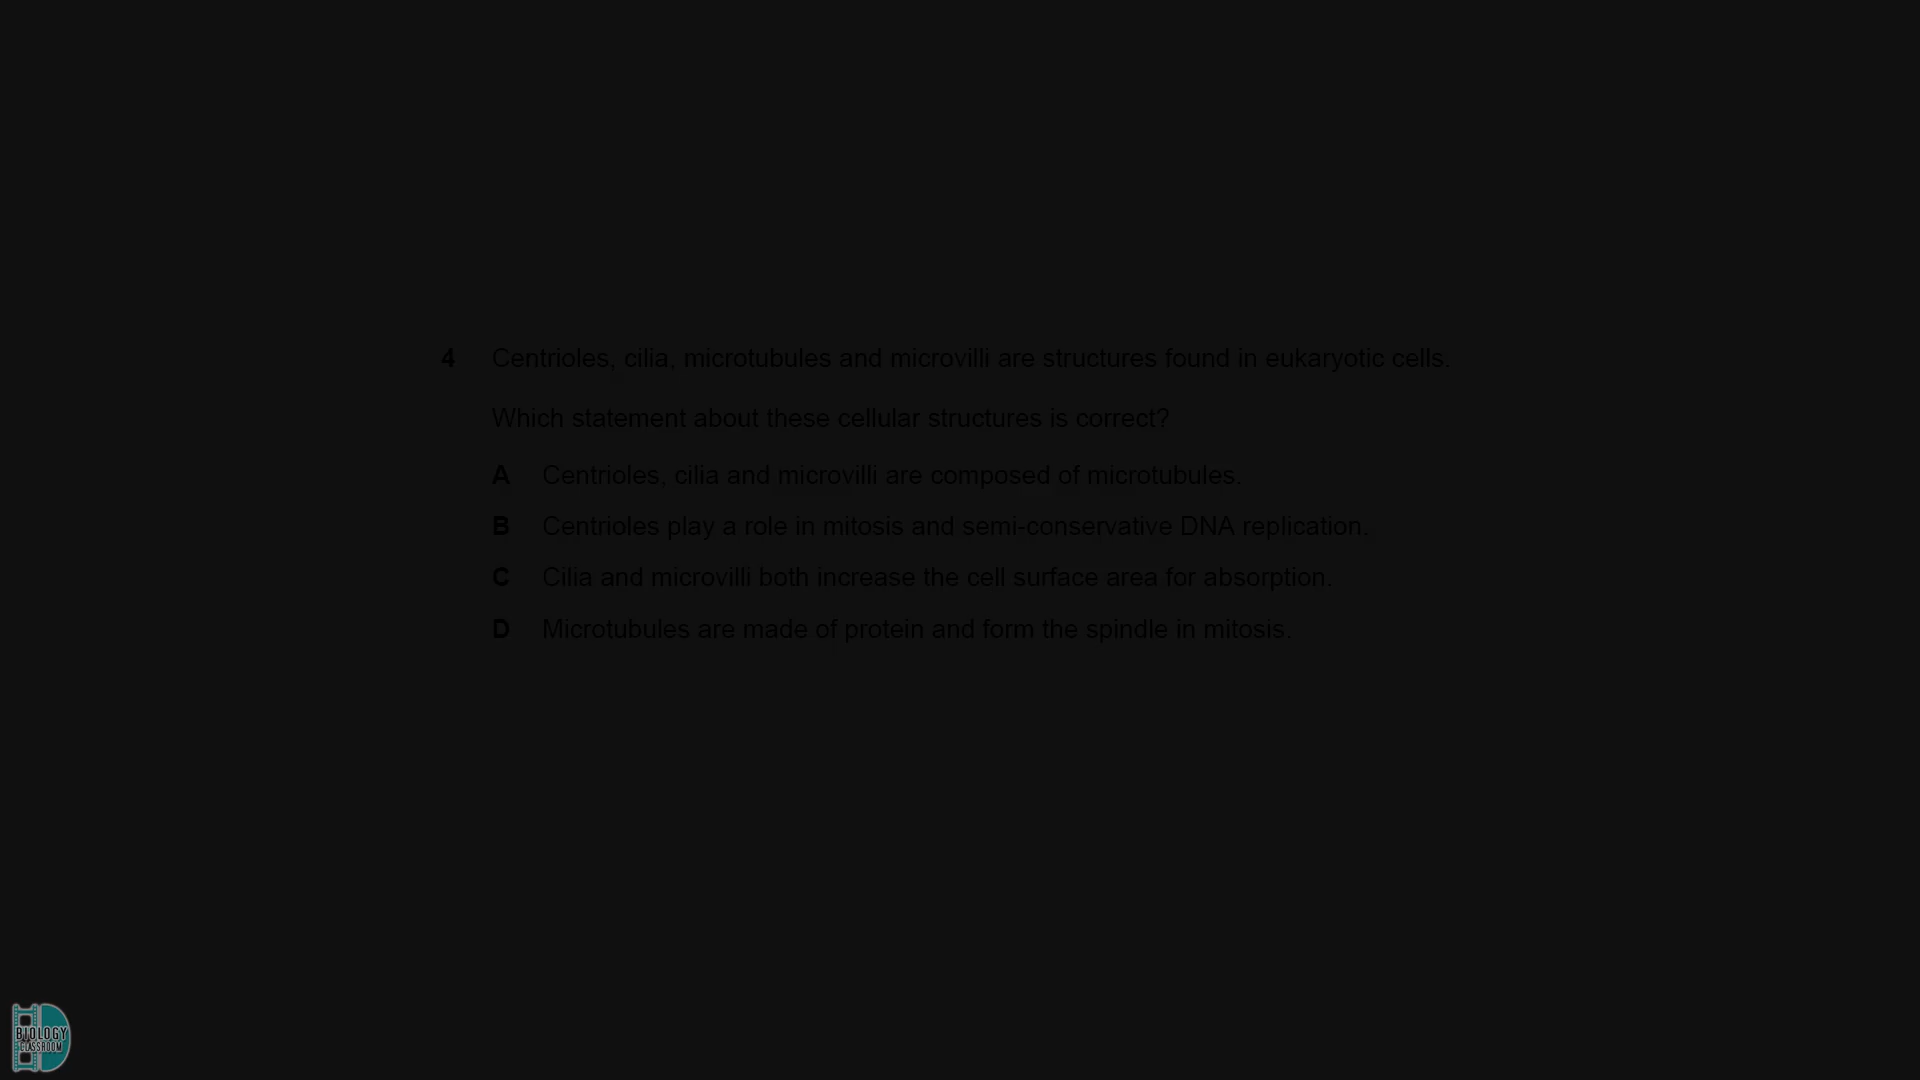 4 Centrioles, cilia, microtubules and microvilli are structures found in eukaryotic cells.
Which statement about these cellular structures is correct?
A Centrioles, cilia and microvilli are composed of microtubules.
B Centrioles play a role in mitosis and semi-conservative DNA replication.
C Cilia and microvilli both increase the cell surface area for absorption.
D Microtubules are made of protein and form the spindle in mitosis.
BIOLOGY
CLASSROOM